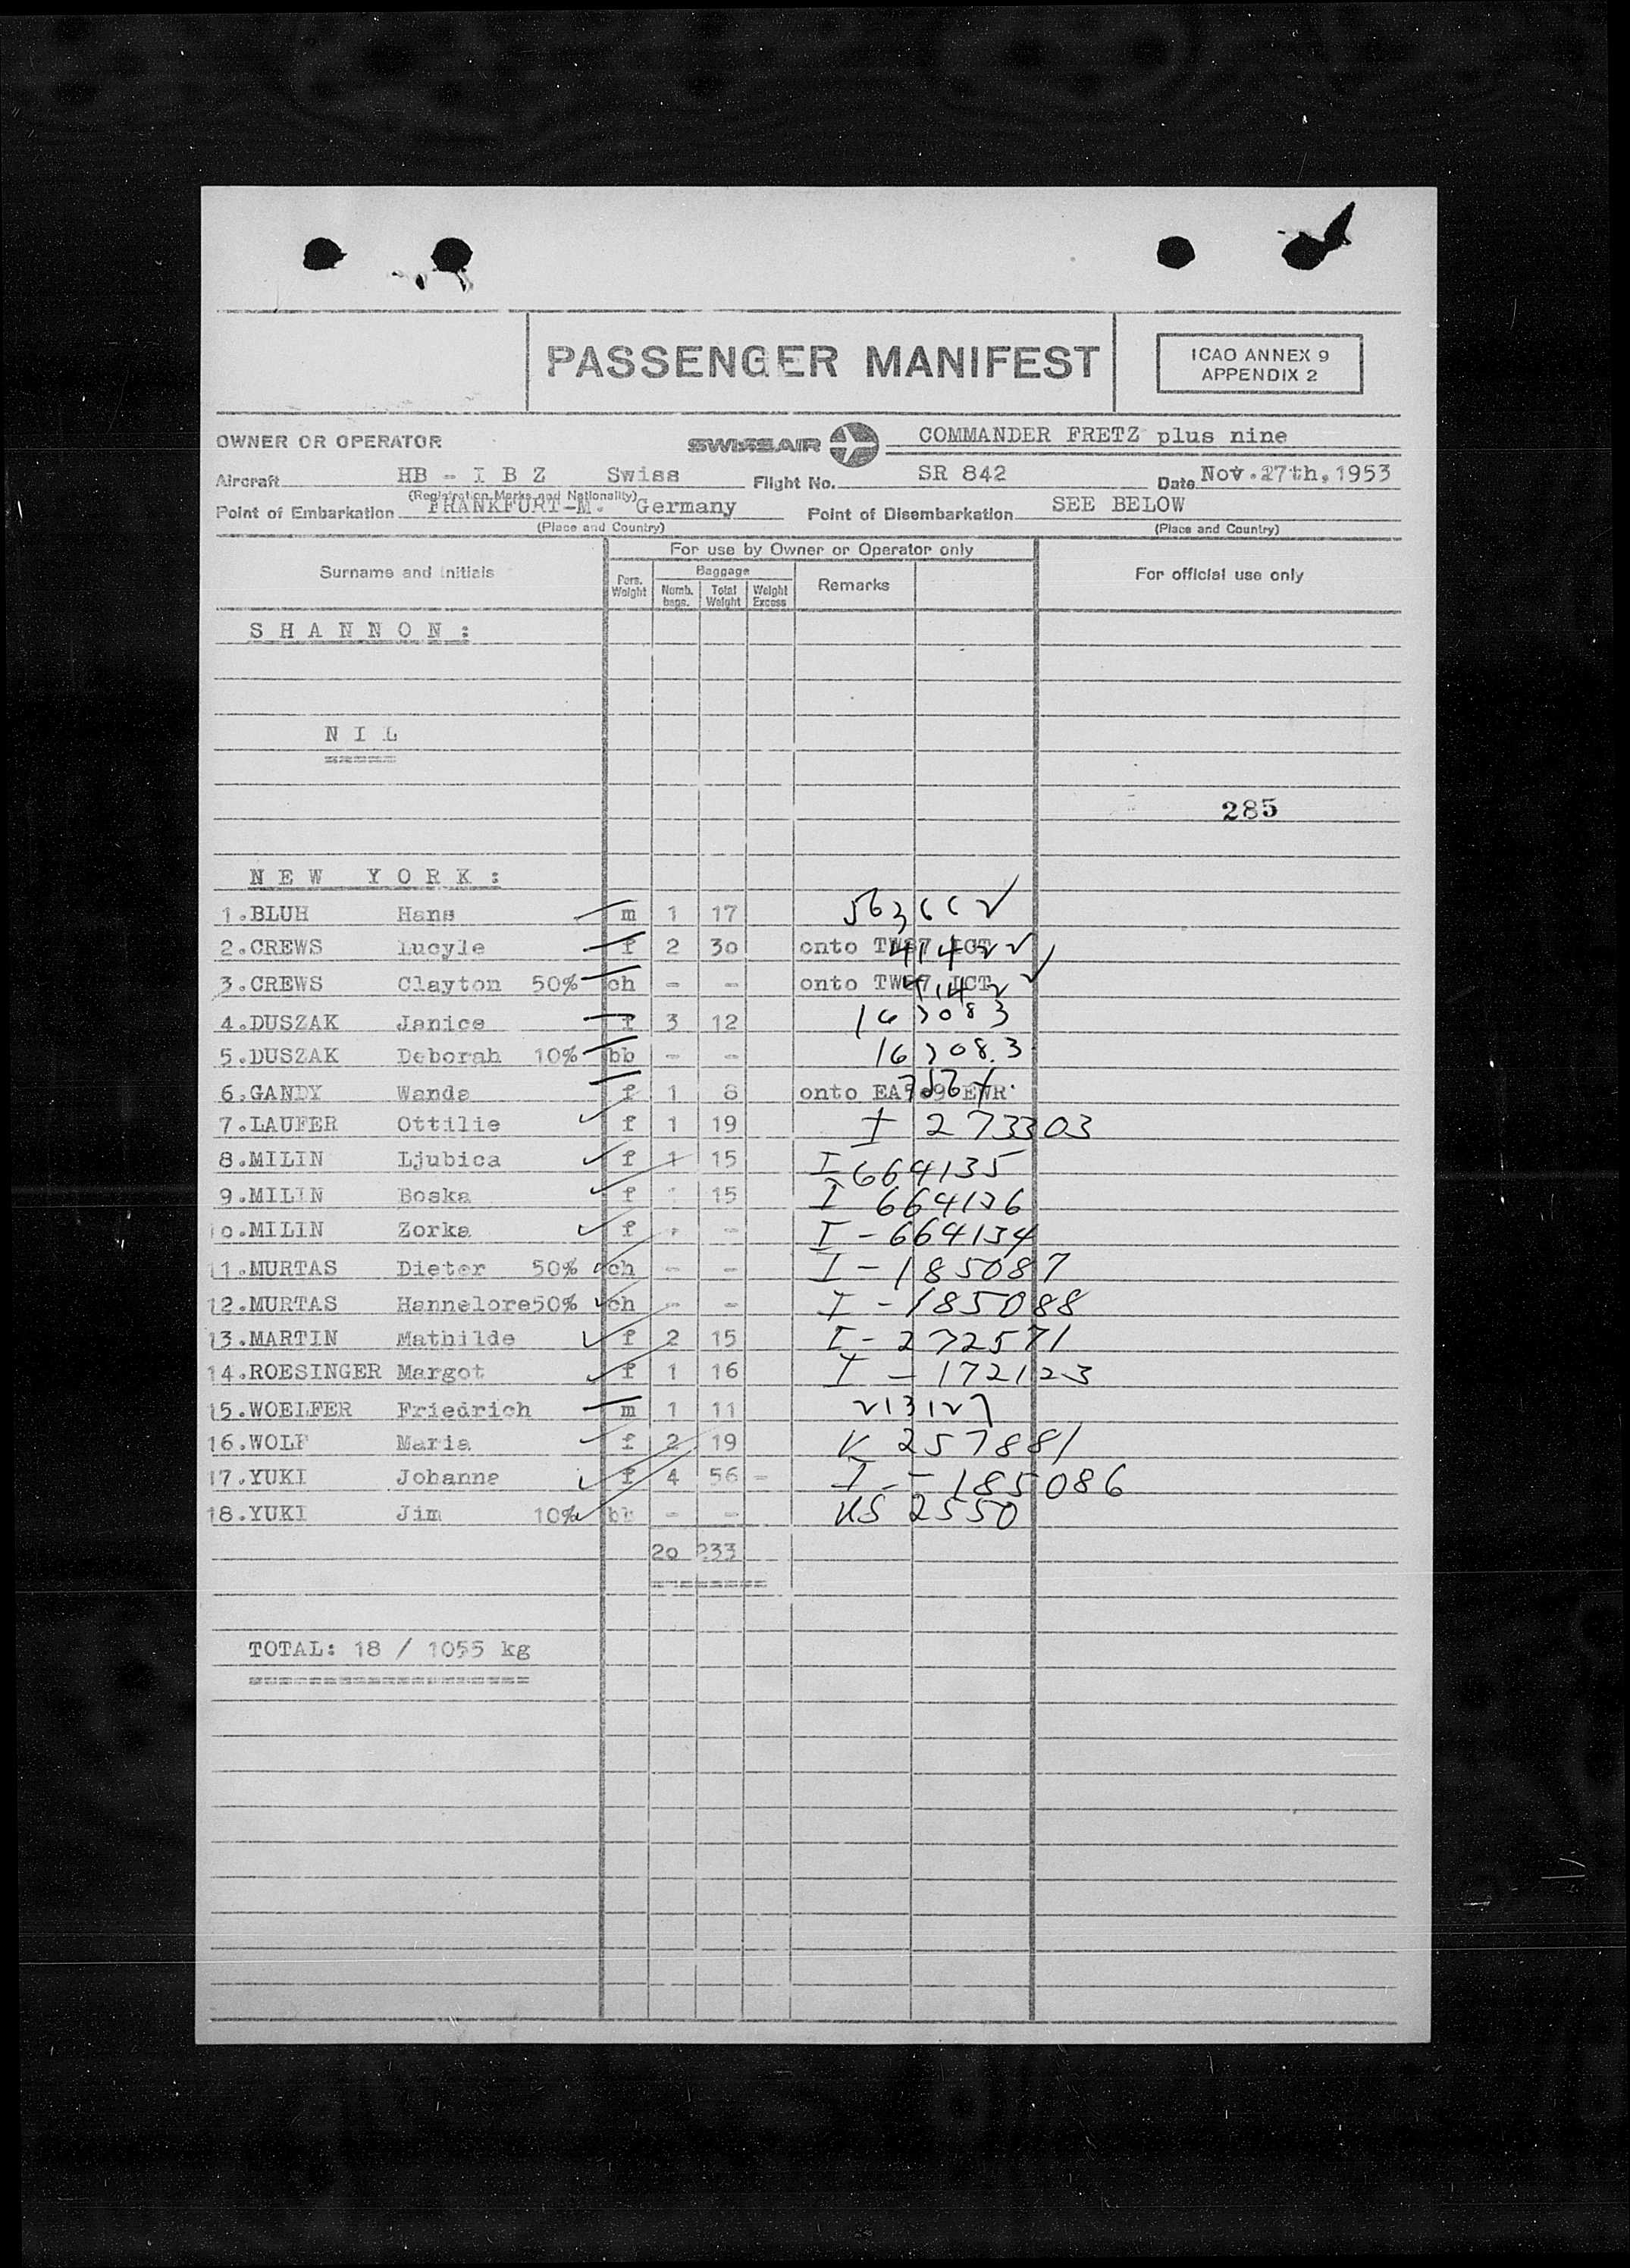 PASSENGER MANIFEST
ICAO ANNEX 9
APPENDIX 2
OWNER OR OPERATOR SWISSAIR COMMANDER FRETZ plus nine
Aircraft HB - I B Z Swiss Flight No. SR 842 Date Nov.27th,1953
(Registration Marks and Nationality)
Point of Embarkation FRANKFURT-M. Germany Point of Disembarkation SEE BELOW
(Place and Country) (Place and Country)
For use by Owner or Operator only
Surname and Initials Pers. Weight Baggage Numb. bags. Total Weight Weight Excess Remarks For official use only
S H A N N O N :
N I L
285
N E W Y O R K :
1.BLUH Hans m 1 17
2.CREWS Lucyle f 2 30 onto
3.CREWS Clayton 50% ch - - onto
4.DUSZAK Janice f 3 12 163083
5.DUSZAK Deborah 10% bb - - 163083
6.GANDY Wanda f 1 8 onto
7.LAUFER Ottilie f 1 19 I 273303
8.MILIN Ljubica f 1 15 I 664135
9.MILIN Boska f 1 15 I 664136
10.MILIN Zorka f - - I - 664134
11.MURTAS Dieter 50% ch - - I - 185087
12.MURTAS Hannelore50% ch - - I - 185088
13.MARTIN Mathilde f 2 15 I - 272571
14.ROESINGER Margot f 1 16 I - 172123
15.WOELFER Friedrich m 1 11 213127
16.WOLF Maria f 2 19 V 257881
17.YUKI Johanna f 4 56 - I - 185086
18.YUKI Jim 10% bb - - US 2550
20 233
TOTAL: 18 / 1055 kg